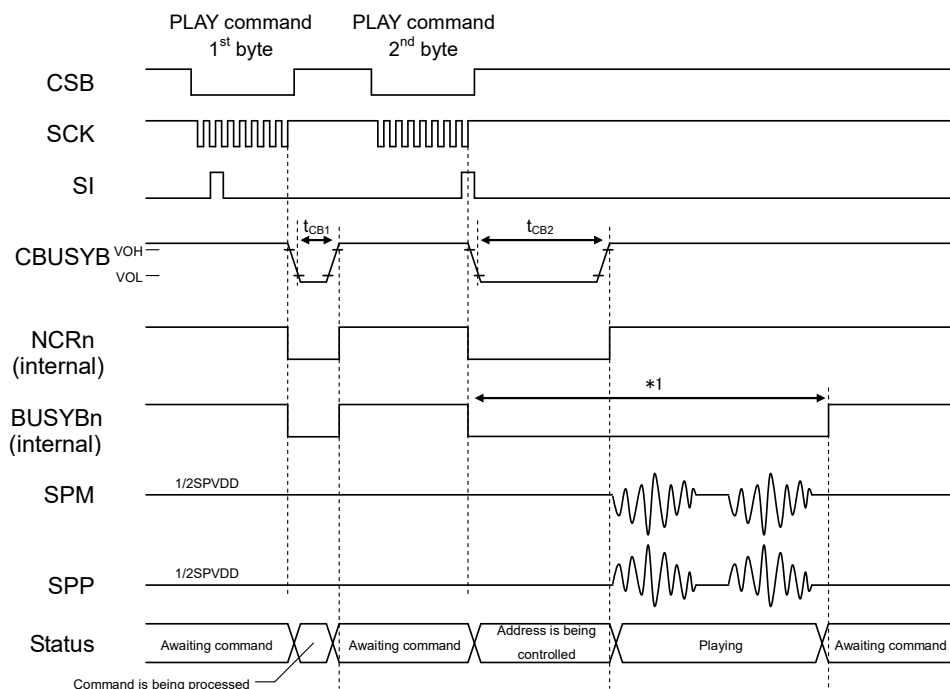 PLAY command
1st byte
PLAY command
2nd byte
CSB
SCK
SI
tCB1
tCB2
CBUSYB
VOH
VOL
NCRn
(internal)
*1
BUSYBn
(internal)
1/2SPVDD
SPM
1/2SPVDD
SPP
Status
Awaiting command
Awaiting command
Address is being
controlled
Playing
Awaiting command
Command is being processed